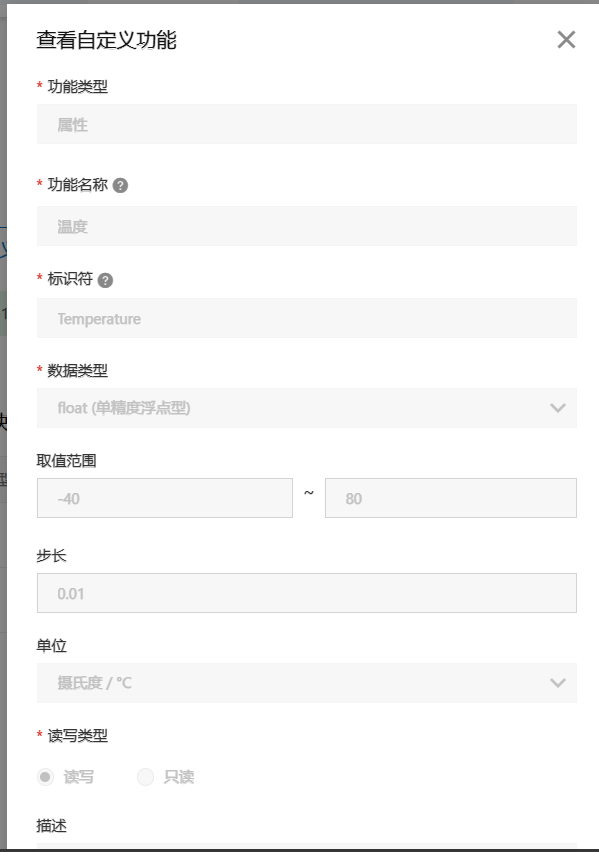 查看自定义功能
* 功能类型
属性
* 功能名称 ?
温度
* 标识符 ?
Temperature
* 数据类型
float (单精度浮点型)
取值范围
-40 ~ 80
步长
0.01
单位
摄氏度 / °C
* 读写类型
读写 只读
描述